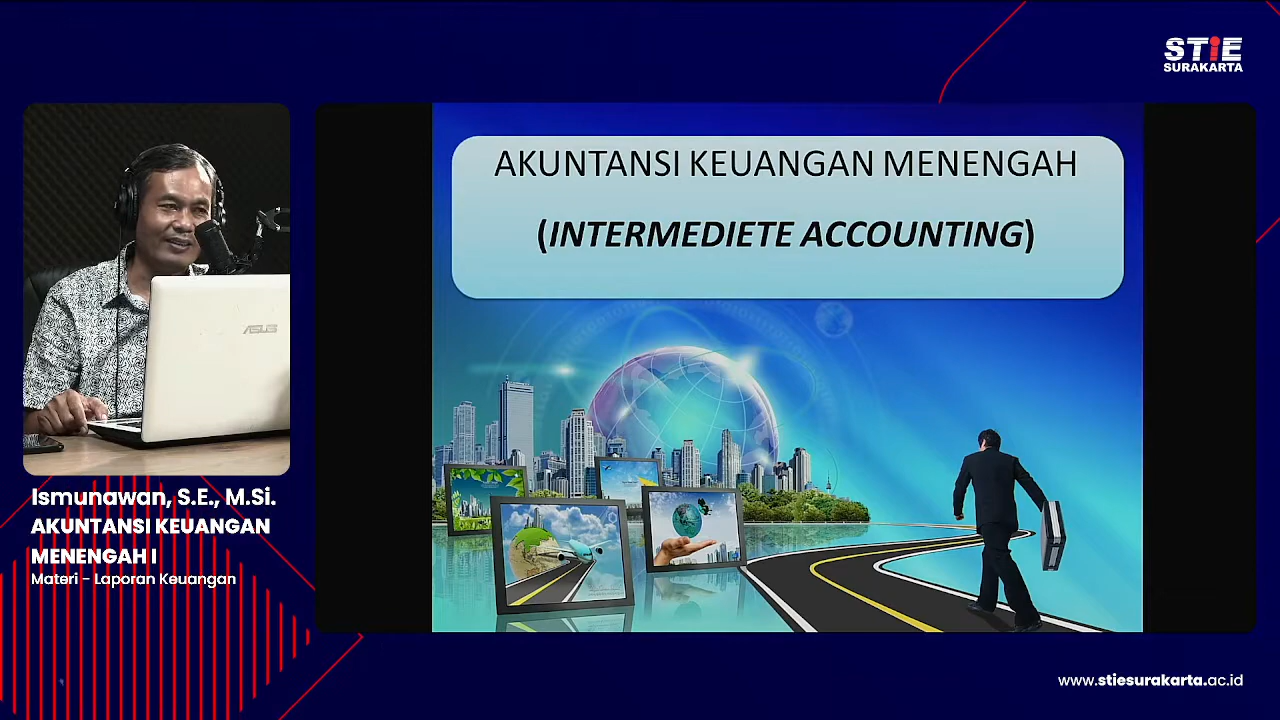 STiE
SURAKARTA
AKUNTANSI KEUANGAN MENENGAH
(INTERMEDIETE ACCOUNTING)
ASUS
Ismunawan, S.E., M.Si.
AKUNTANSI KEUANGAN
MENENGAH I
Materi - Laporan Keuangan
www.stiesurakarta.ac.id